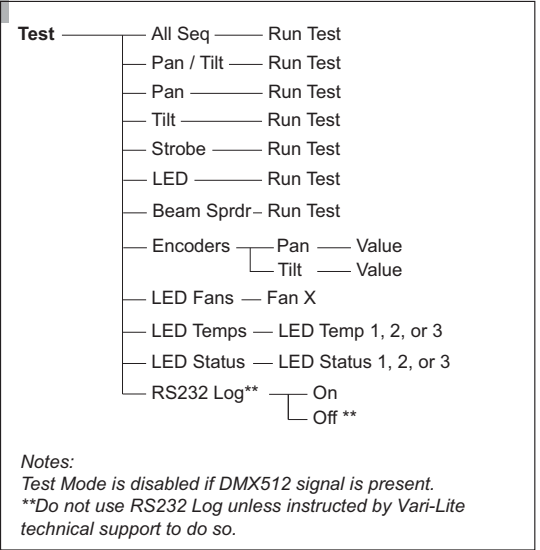 Test All Seq Run Test
Pan / Tilt Run Test
Pan Run Test
Tilt Run Test
Strobe Run Test
LED Run Test
Beam Sprdr Run Test
Encoders Pan Value
Tilt Value
LED Fans Fan X
LED Temps LED Temp 1, 2, or 3
LED Status LED Status 1, 2, or 3
RS232 Log** On
Off **
Notes:
Test Mode is disabled if DMX512 signal is present.
**Do not use RS232 Log unless instructed by Vari-Lite
technical support to do so.